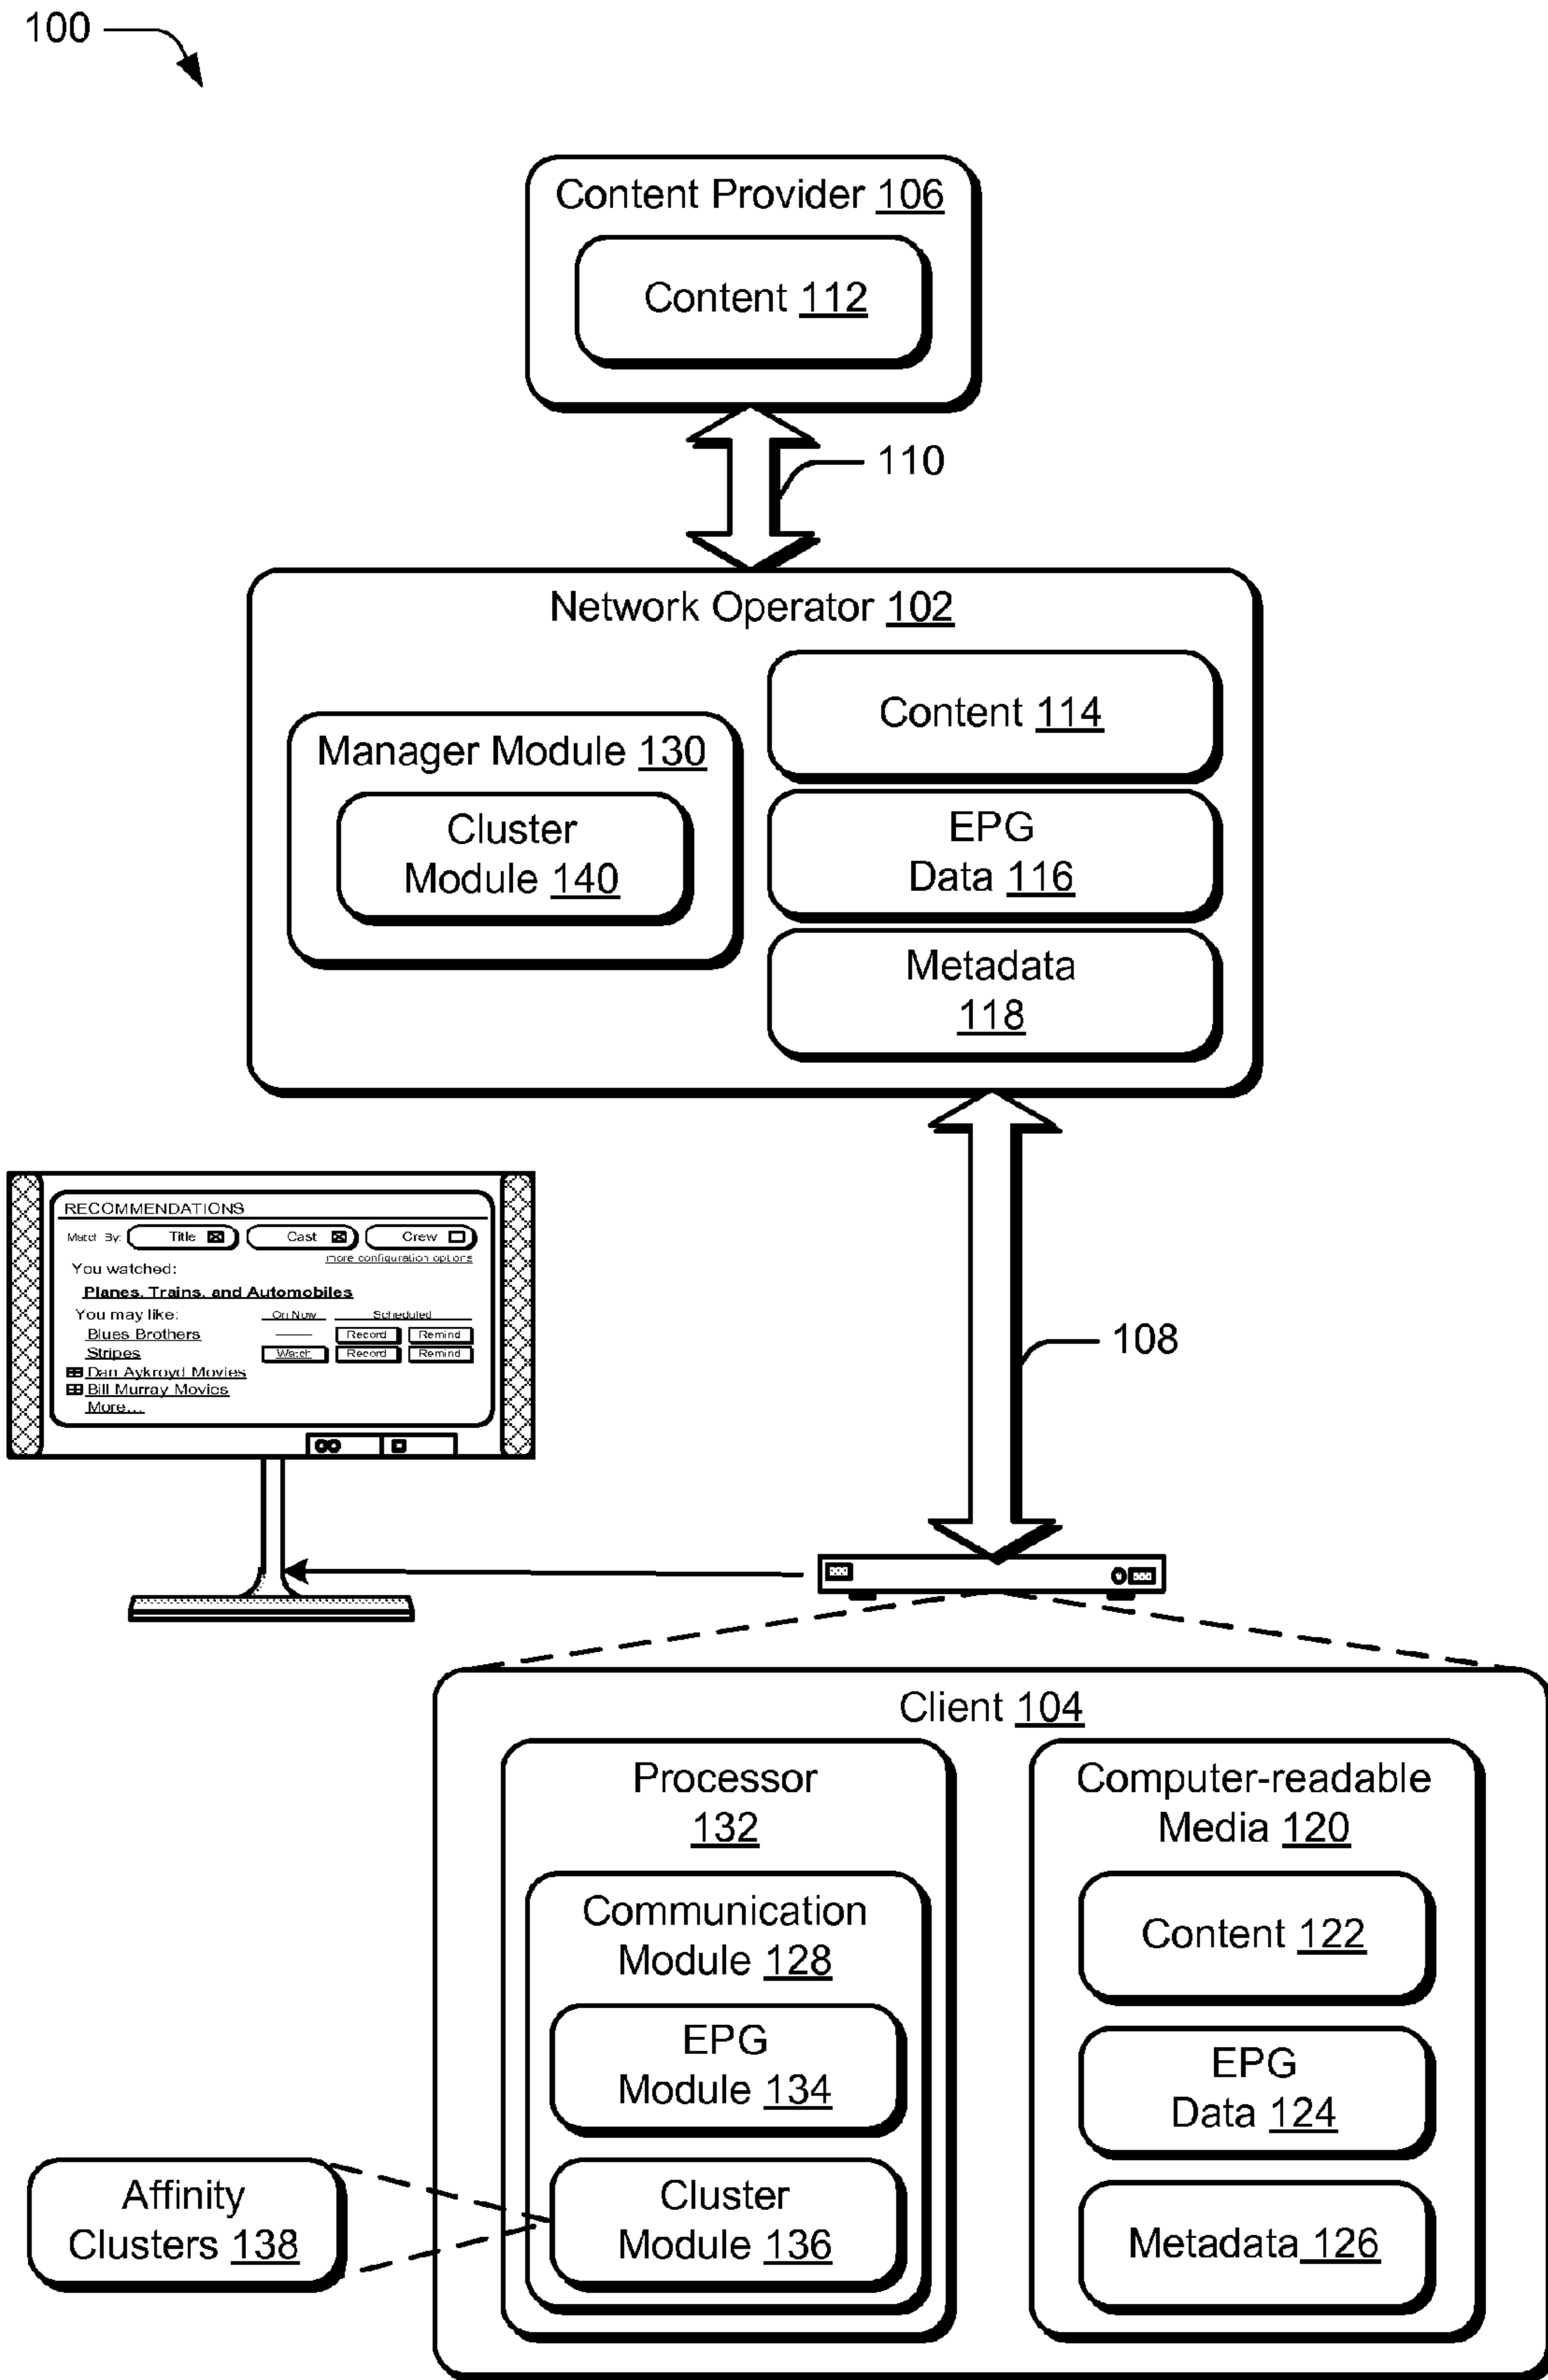 100
Content Provider 106
Content 112
110
Network Operator 102
Manager Module 130
Cluster
Module 140
Content 114
EPG
Data 116
Metadata
118
108
RECOMMENDATIONS
Match By: Title Cast Crew
more configuration options
You watched:
Planes, Trains, and Automobiles
You may like: On Now Scheduled
Blues Brothers Record Remind
Stripes Watch Record Remind
Dan Aykroyd Movies
Bill Murray Movies
More...
Client 104
Processor
132
Communication
Module 128
EPG
Module 134
Cluster
Module 136
Computer-readable
Media 120
Content 122
EPG
Data 124
Metadata 126
Affinity
Clusters 138